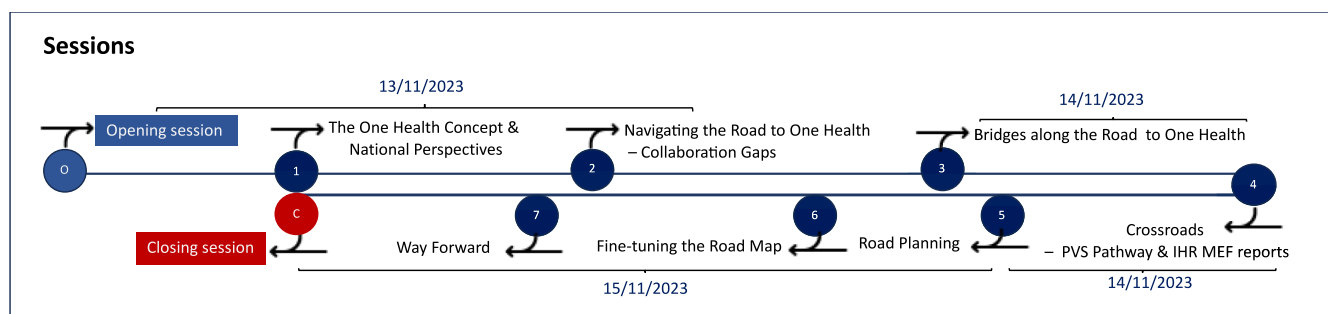 Sessions
13/11/2023
14/11/2023
Opening session
The One Health Concept &
National Perspectives
Navigating the Road to One Health
– Collaboration Gaps
Bridges along the Road to One Health
O
1
2
3
4
C
7
6
5
Closing session
Way Forward
Fine-tuning the Road Map
Road Planning
Crossroads
– PVS Pathway & IHR MEF reports
15/11/2023
14/11/2023